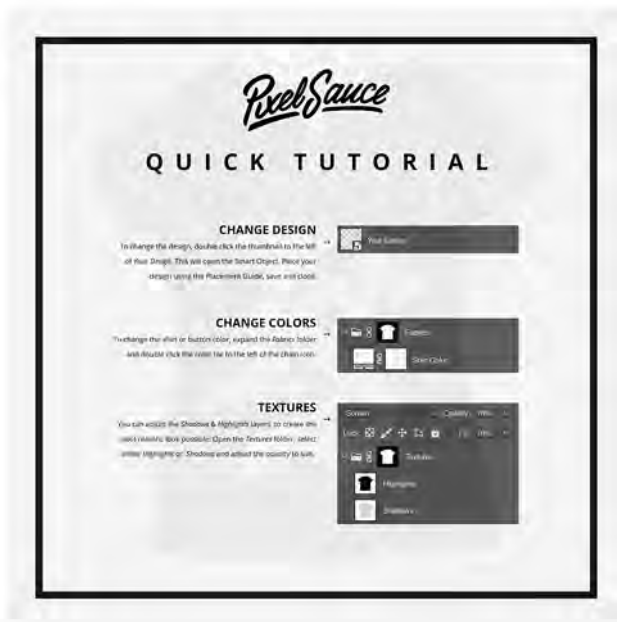 PixelSauce
QUICK TUTORIAL
CHANGE DESIGN
To change the design, double click the thumbnail to the left
of Your Design. This will open the Smart Object. Place your
design using the Placement Guide, save and close.
Your Design
CHANGE COLORS
To change the shirt or button color, expand the Fabrics folder
and double click the color tile to the left of the chain icon.
Fabrics
Shirt Color
TEXTURES
You can adjust the Shadows & Highlights layers, to create the
most realistic look possible. Open the Textures folder, select
either Highlights or Shadows and adjust the opacity to suit.
Screen
Opacity:
Lock:
Textures
Highlights
Shadows